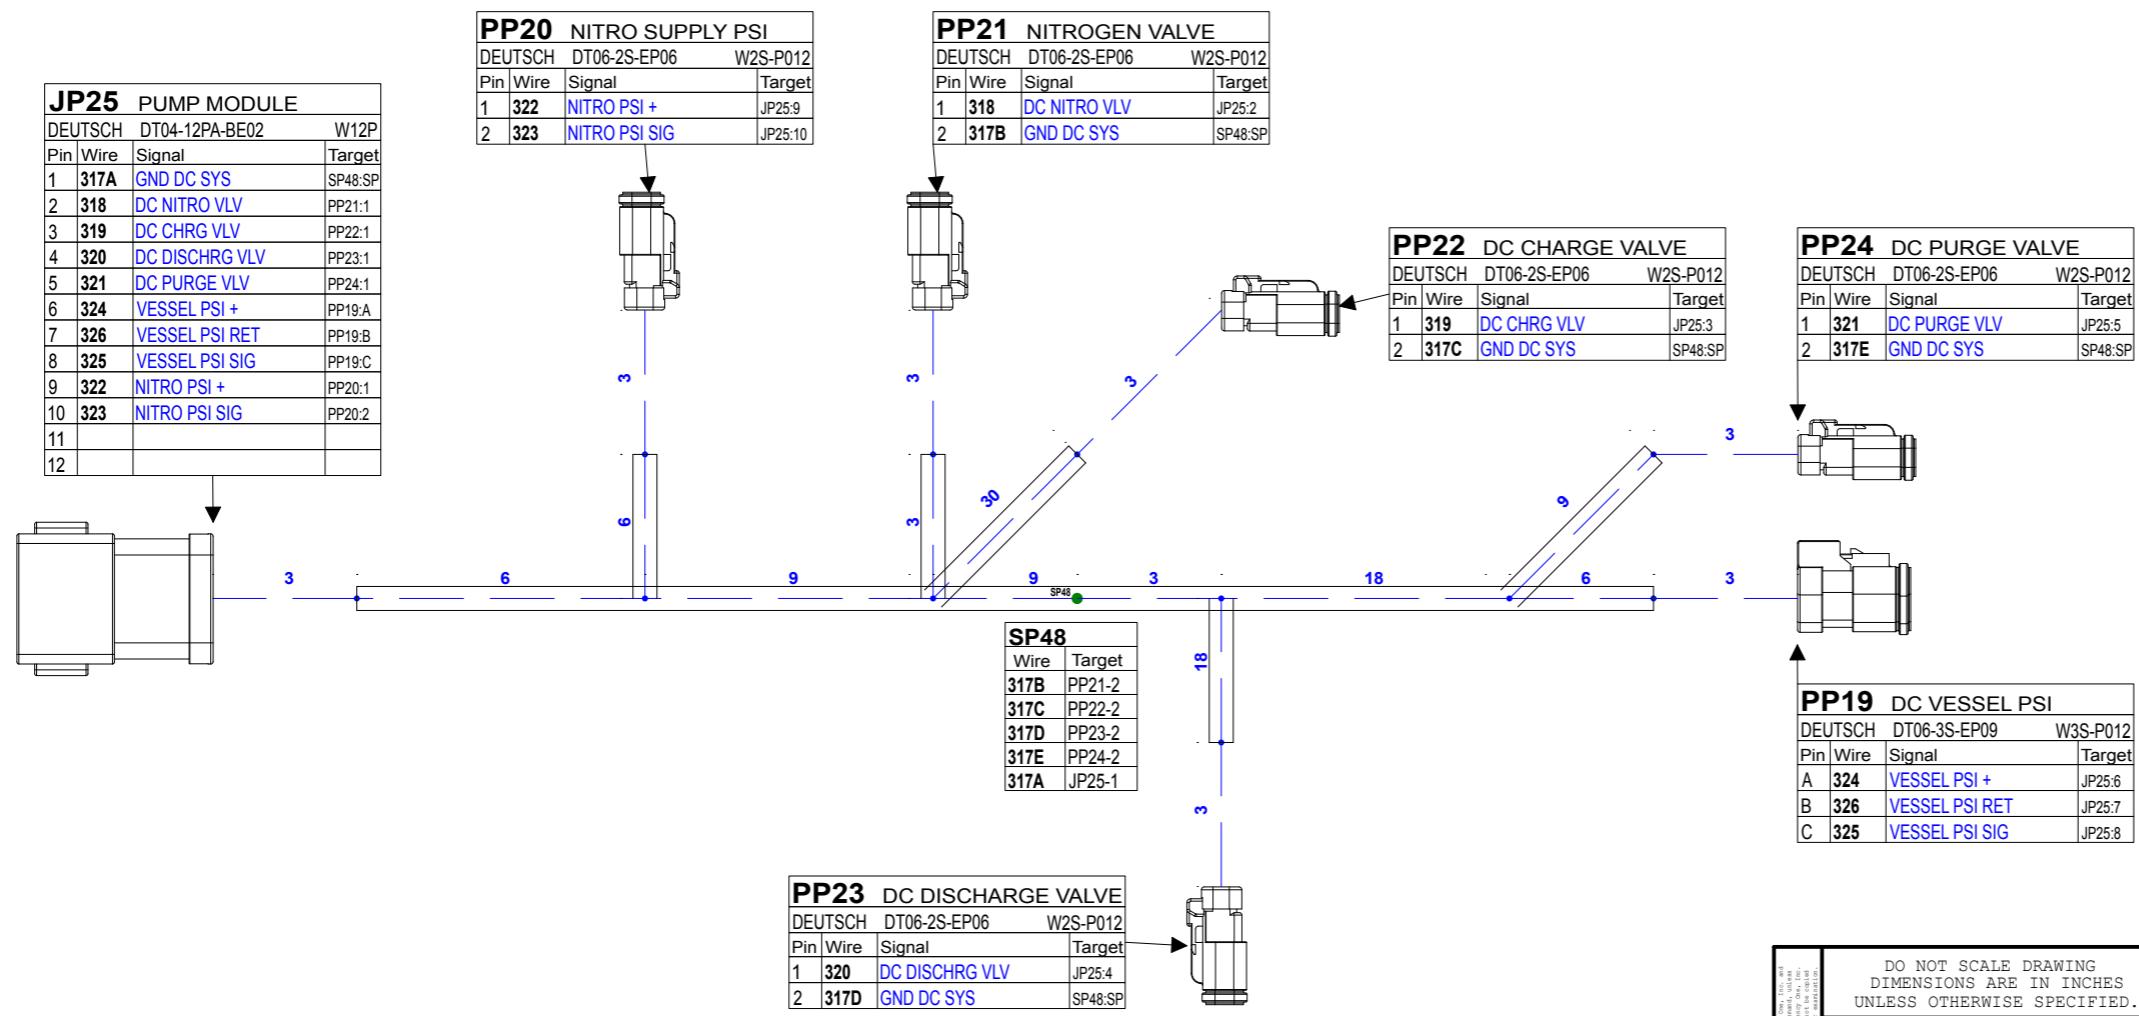 PP20 NITRO SUPPLY PSI
DEUTSCH DT06-2S-EP06 W2S-P012
Pin Wire Signal Target
1 322 NITRO PSI + JP25:9
2 323 NITRO PSI SIG JP25:10
PP21 NITROGEN VALVE
DEUTSCH DT06-2S-EP06 W2S-P012
Pin Wire Signal Target
1 318 DC NITRO VLV JP25:2
2 317B GND DC SYS SP48:SP
JP25 PUMP MODULE
DEUTSCH DT04-12PA-BE02 W12P
Pin Wire Signal Target
1 317A GND DC SYS SP48:SP
2 318 DC NITRO VLV PP21:1
3 319 DC CHRG VLV PP22:1
4 320 DC DISCHRG VLV PP23:1
5 321 DC PURGE VLV PP24:1
6 324 VESSEL PSI + PP19:A
7 326 VESSEL PSI RET PP19:B
8 325 VESSEL PSI SIG PP19:C
9 322 NITRO PSI + PP20:1
10 323 NITRO PSI SIG PP20:2
11
12
PP22 DC CHARGE VALVE
DEUTSCH DT06-2S-EP06 W2S-P012
Pin Wire Signal Target
1 319 DC CHRG VLV JP25:3
2 317C GND DC SYS SP48:SP
PP24 DC PURGE VALVE
DEUTSCH DT06-2S-EP06 W2S-P012
Pin Wire Signal Target
1 321 DC PURGE VLV JP25:5
2 317E GND DC SYS SP48:SP
3
3
3
3
6
3
30
9
3
6
9
9
3
18
6
3
SP48
18
3
SP48
Wire Target
317B PP21-2
317C PP22-2
317D PP23-2
317E PP24-2
317A JP25-1
PP19 DC VESSEL PSI
DEUTSCH DT06-3S-EP09 W3S-P012
Pin Wire Signal Target
A 324 VESSEL PSI + JP25:6
B 326 VESSEL PSI RET JP25:7
C 325 VESSEL PSI SIG JP25:8
PP23 DC DISCHARGE VALVE
DEUTSCH DT06-2S-EP06 W2S-P012
Pin Wire Signal Target
1 320 DC DISCHRG VLV JP25:4
2 317D GND DC SYS SP48:SP
DO NOT SCALE DRAWING
DIMENSIONS ARE IN INCHES
UNLESS OTHERWISE SPECIFIED.